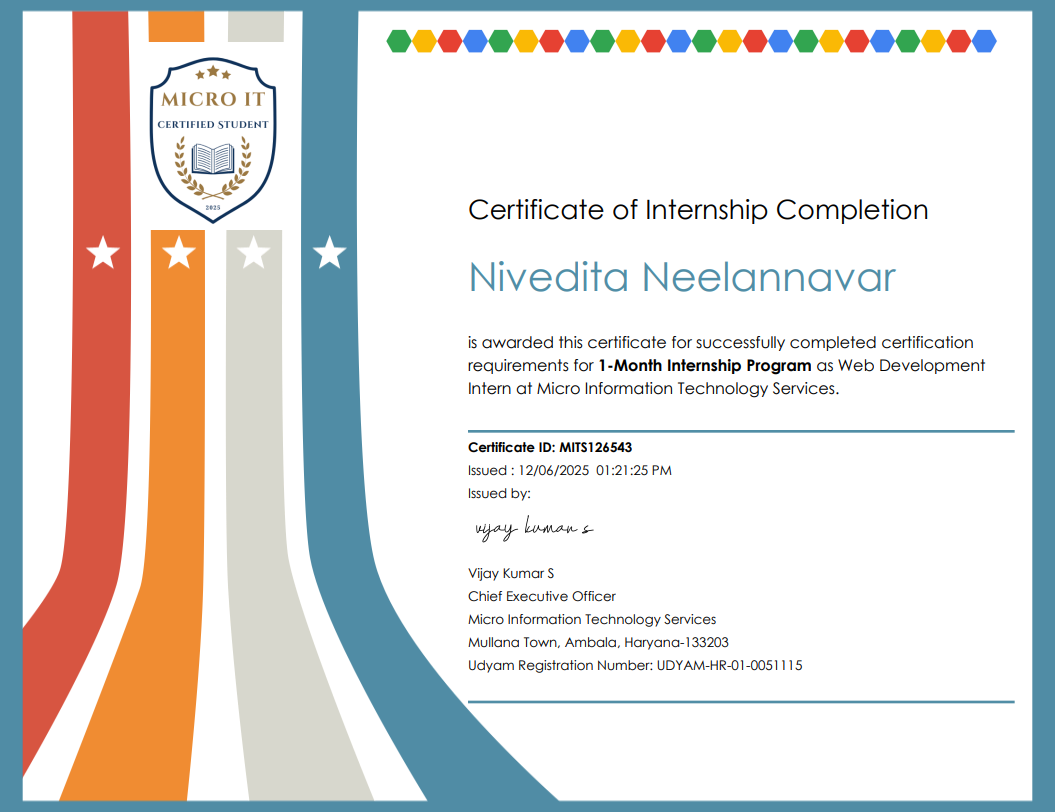 MICRO IT
CERTIFIED STUDENT
2025
Certificate of Internship Completion
Nivedita Neelannavar
is awarded this certificate for successfully completed certification
requirements for 1-Month Internship Program as Web Development
Intern at Micro Information Technology Services.
Certificate ID: MITS126543
Issued : 12/06/2025 01:21:25 PM
Issued by:
vijay kumar s
Vijay Kumar S
Chief Executive Officer
Micro Information Technology Services
Mullana Town, Ambala, Haryana-133203
Udyam Registration Number: UDYAM-HR-01-0051115